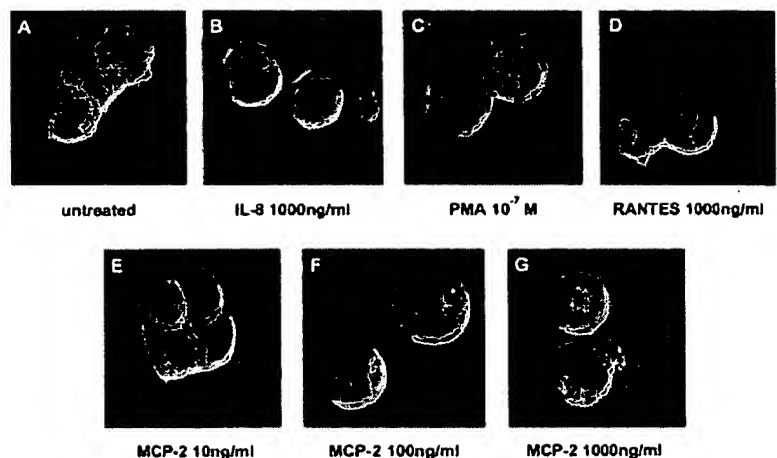 A B C D
untreated IL-8 1000ng/ml PMA 10⁻⁷ M RANTES 1000ng/ml
E F G
MCP-2 10ng/ml MCP-2 100ng/ml MCP-2 1000ng/ml